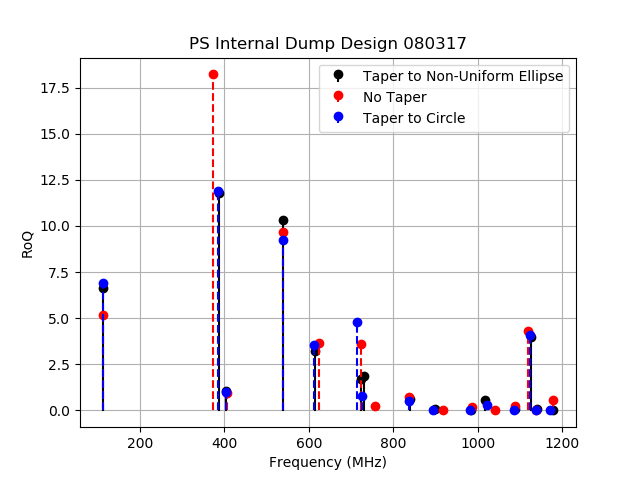 PS Internal Dump Design 080317
Taper to Non-Uniform Ellipse
No Taper
Taper to Circle
RoQ
17.5
15.0
12.5
10.0
7.5
5.0
2.5
0.0
200 400 600 800 1000 1200
Frequency (MHz)